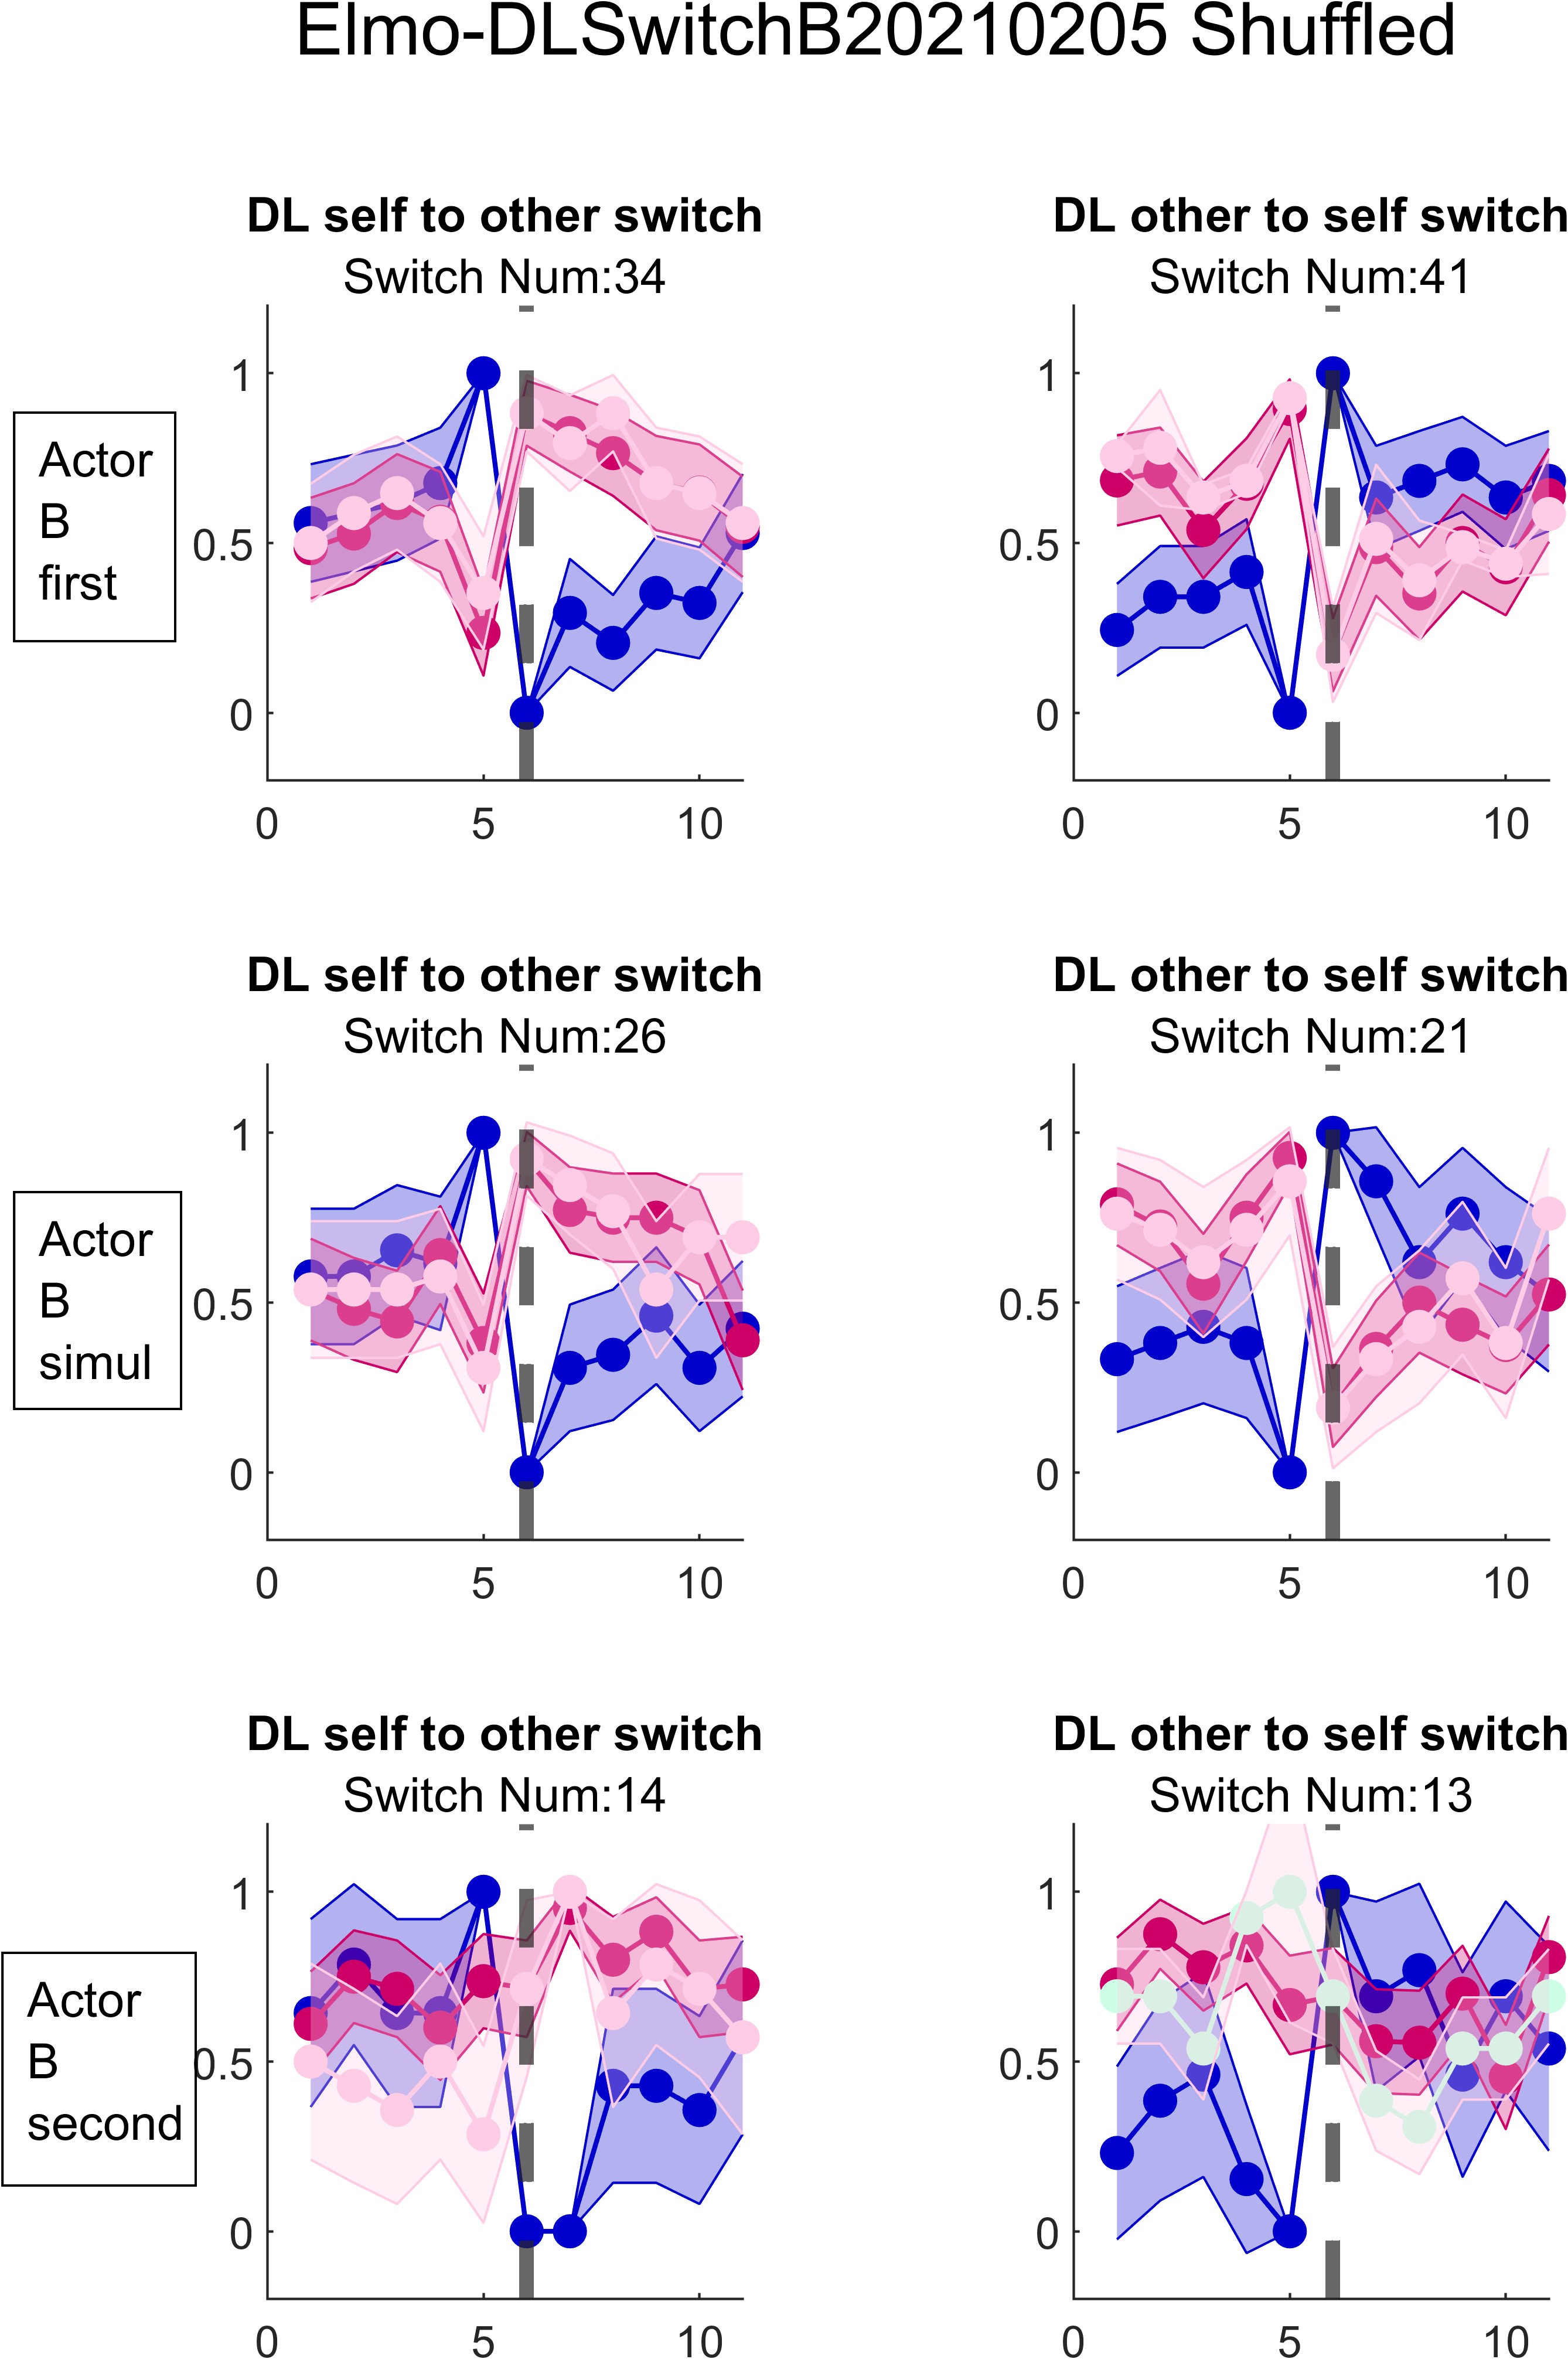 Elmo-DLSwitchB20210205 Shuffled
DL self to other switch
Switch Num:34
DL other to self switch
Switch Num:41
Actor
B
first
1
0.5
0
0
5
10
1
0.5
0
0
5
10
DL self to other switch
Switch Num:26
DL other to self switch
Switch Num:21
Actor
B
simul
1
0.5
0
0
5
10
1
0.5
0
0
5
10
DL self to other switch
Switch Num:14
DL other to self switch
Switch Num:13
Actor
B
second
1
0.5
0
0
5
10
1
0.5
0
0
5
10